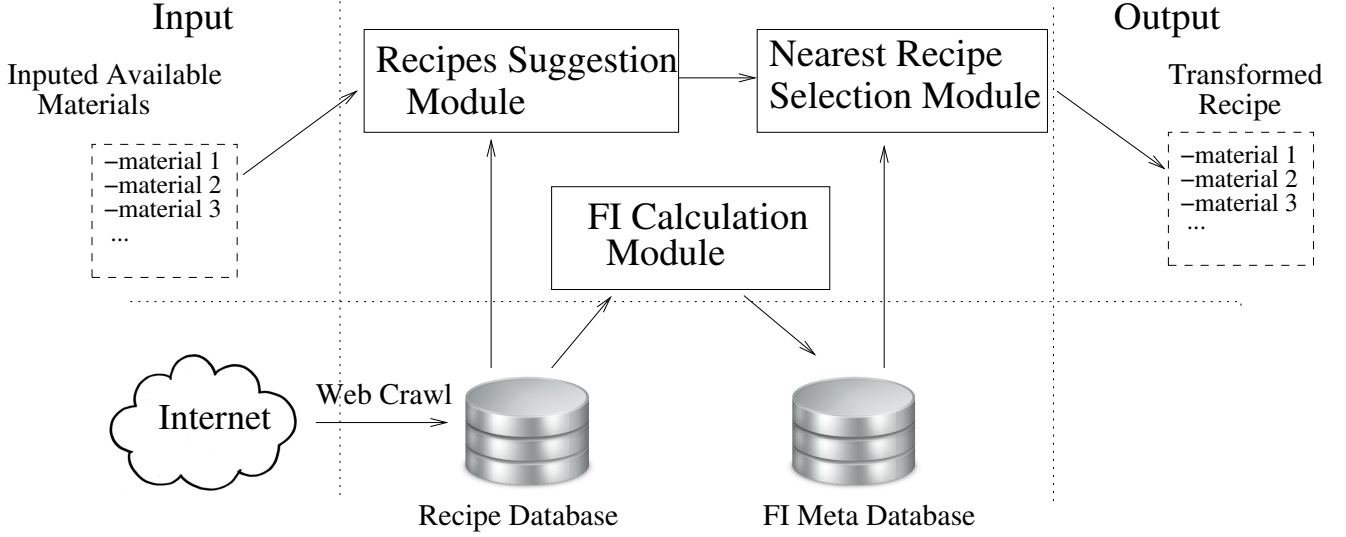 Input
Output
Inputed Available
Materials
−material 1
−material 2
−material 3
...
Recipes Suggestion
Module
Nearest Recipe
Selection Module
Transformed
Recipe
−material 1
−material 2
−material 3
...
FI Calculation
Module
Internet
Web Crawl
Recipe Database
FI Meta Database